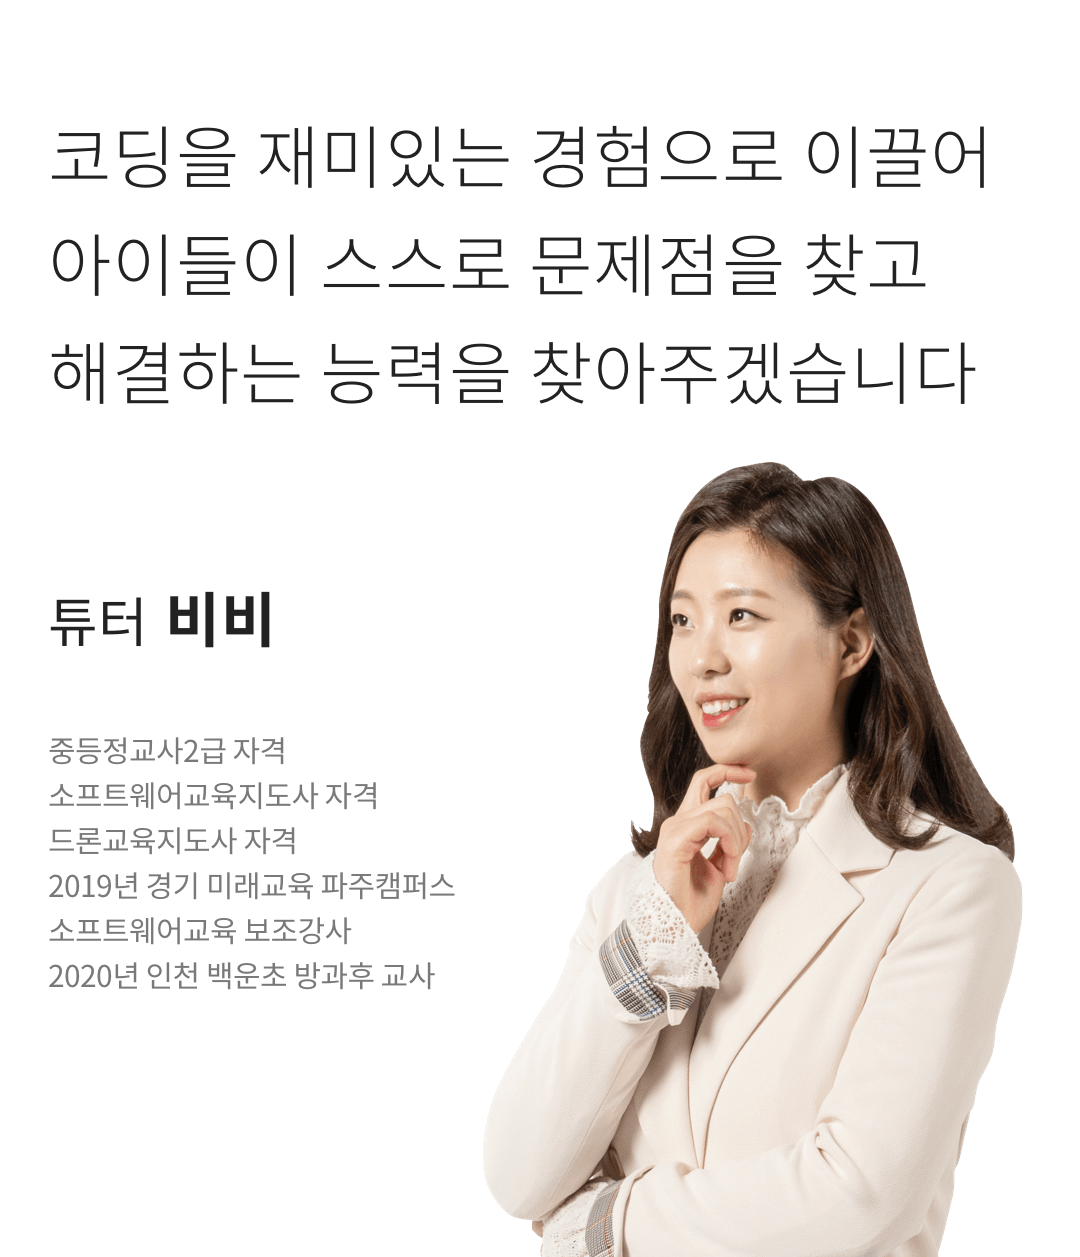 코딩을 재미있는 경험으로 이끌어
아이들이 스스로 문제점을 찾고
해결하는 능력을 찾아주겠습니다
튜터 비비
중등정교사2급 자격
소프트웨어교육지도사 자격
드론교육지도사 자격
2019년 경기 미래교육 파주캠퍼스
소프트웨어교육 보조강사
2020년 인천 백운초 방과후 교사